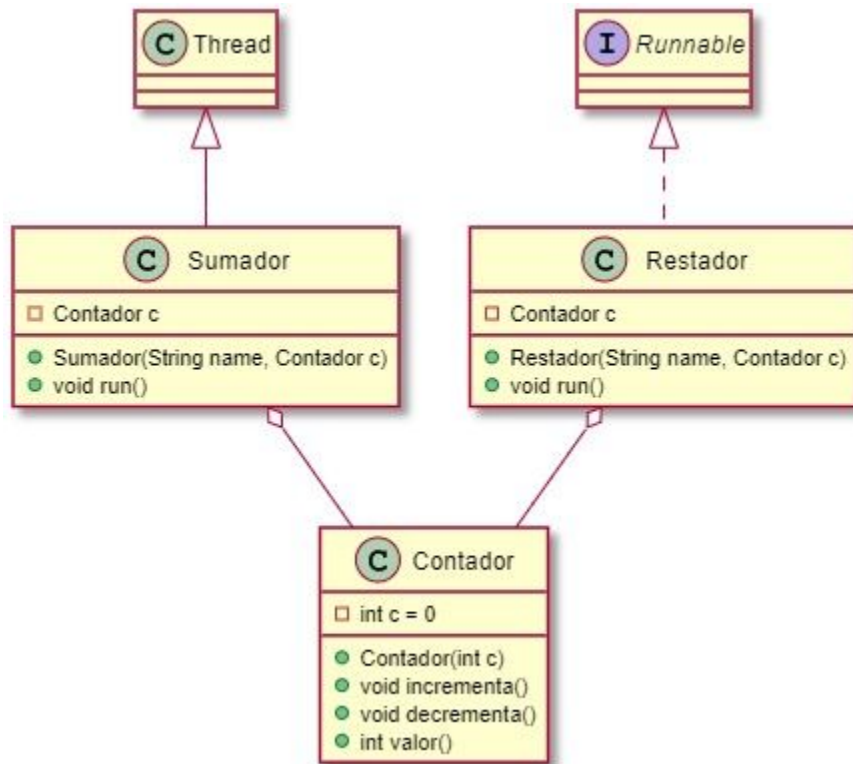 C Thread
I Runnable
C Sumador
Contador c
Sumador(String name, Contador c)
void run()
C Restador
Contador c
Restador(String name, Contador c)
void run()
C Contador
int c = 0
Contador(int c)
void incrementa()
void decrementa()
int valor()